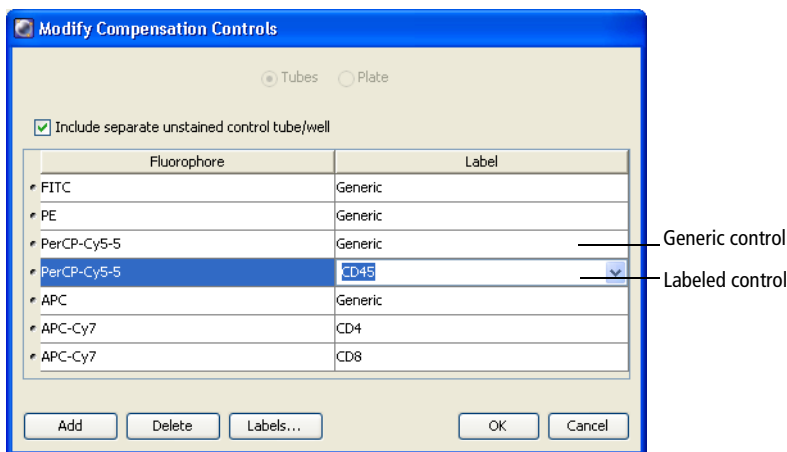 Modify Compensation Controls
Tubes Plate
Include separate unstained control tube/well
Fluorophore Label
FITC Generic
PE Generic
PerCP-Cy5-5 Generic
Generic control
PerCP-Cy5-5 CD45
Labeled control
APC Generic
APC-Cy7 CD4
APC-Cy7 CD8
Add Delete Labels... OK Cancel